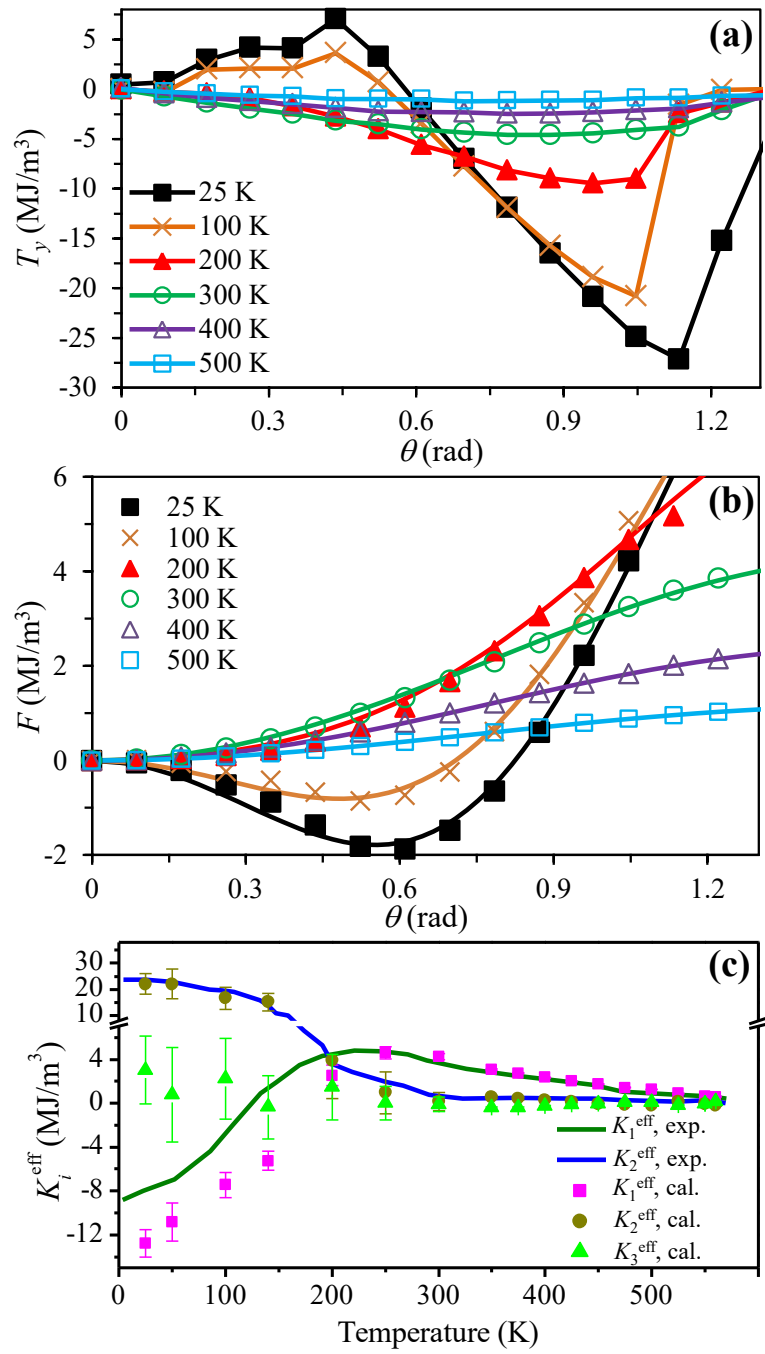 (a)
5
0
-5
-10
-15
-20
-25
-30
T_y (MJ/m³)
25 K
100 K
200 K
300 K
400 K
500 K
0
0.3
0.6
0.9
1.2
θ (rad)
(b)
6
4
2
0
-2
F (MJ/m³)
25 K
100 K
200 K
300 K
400 K
500 K
0
0.3
0.6
0.9
1.2
θ (rad)
(c)
30
20
10
4
0
-4
-8
-12
K_i^eff (MJ/m³)
K_1^eff, exp.
K_2^eff, exp.
K_1^eff, cal.
K_2^eff, cal.
K_3^eff, cal.
0
100
200
300
400
500
Temperature (K)